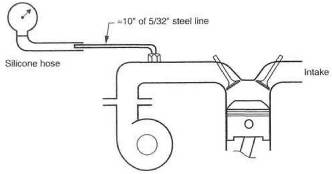 ≈10" of 5/32" steel line
Silicone hose
Intake